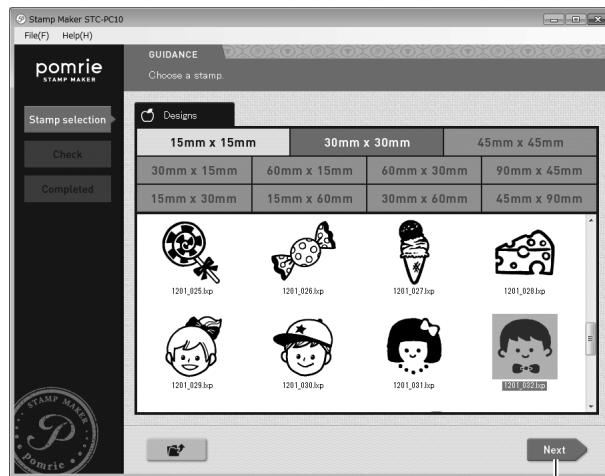 Stamp Maker STC-PC10
File(F) Help(H)
pomrie
STAMP MAKER
GUIDANCE
Choose a stamp.
Stamp selection
Check
Completed
Designs
15mm x 15mm 30mm x 30mm 45mm x 45mm
30mm x 15mm 60mm x 15mm 60mm x 30mm 90mm x 45mm
15mm x 30mm 15mm x 60mm 30mm x 60mm 45mm x 90mm
1201_025.lxp 1201_026.lxp 1201_027.lxp 1201_028.lxp
1201_029.lxp 1201_030.lxp 1201_031.lxp 1201_032.lxp
STAMP MAKER
pomrie
Next